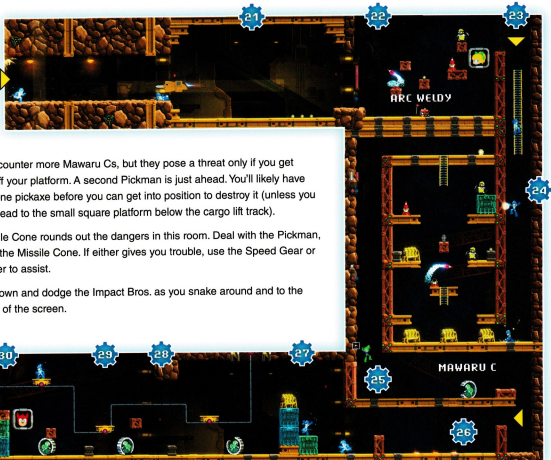 21
22
23
ARC WELDY
24
counter more Mawaru Cs, but they pose a threat only if you get
ff your platform. A second Pickman is just ahead. You'll likely have
ne pickaxe before you can get into position to destroy it (unless you
ead to the small square platform below the cargo lift track).
le Cone rounds out the dangers in this room. Deal with the Pickman,
the Missile Cone. If either gives you trouble, use the Speed Gear or
er to assist.
own and dodge the Impact Bros. as you snake around and to the
of the screen.
30
29
28
27
MAWARU C
25
26